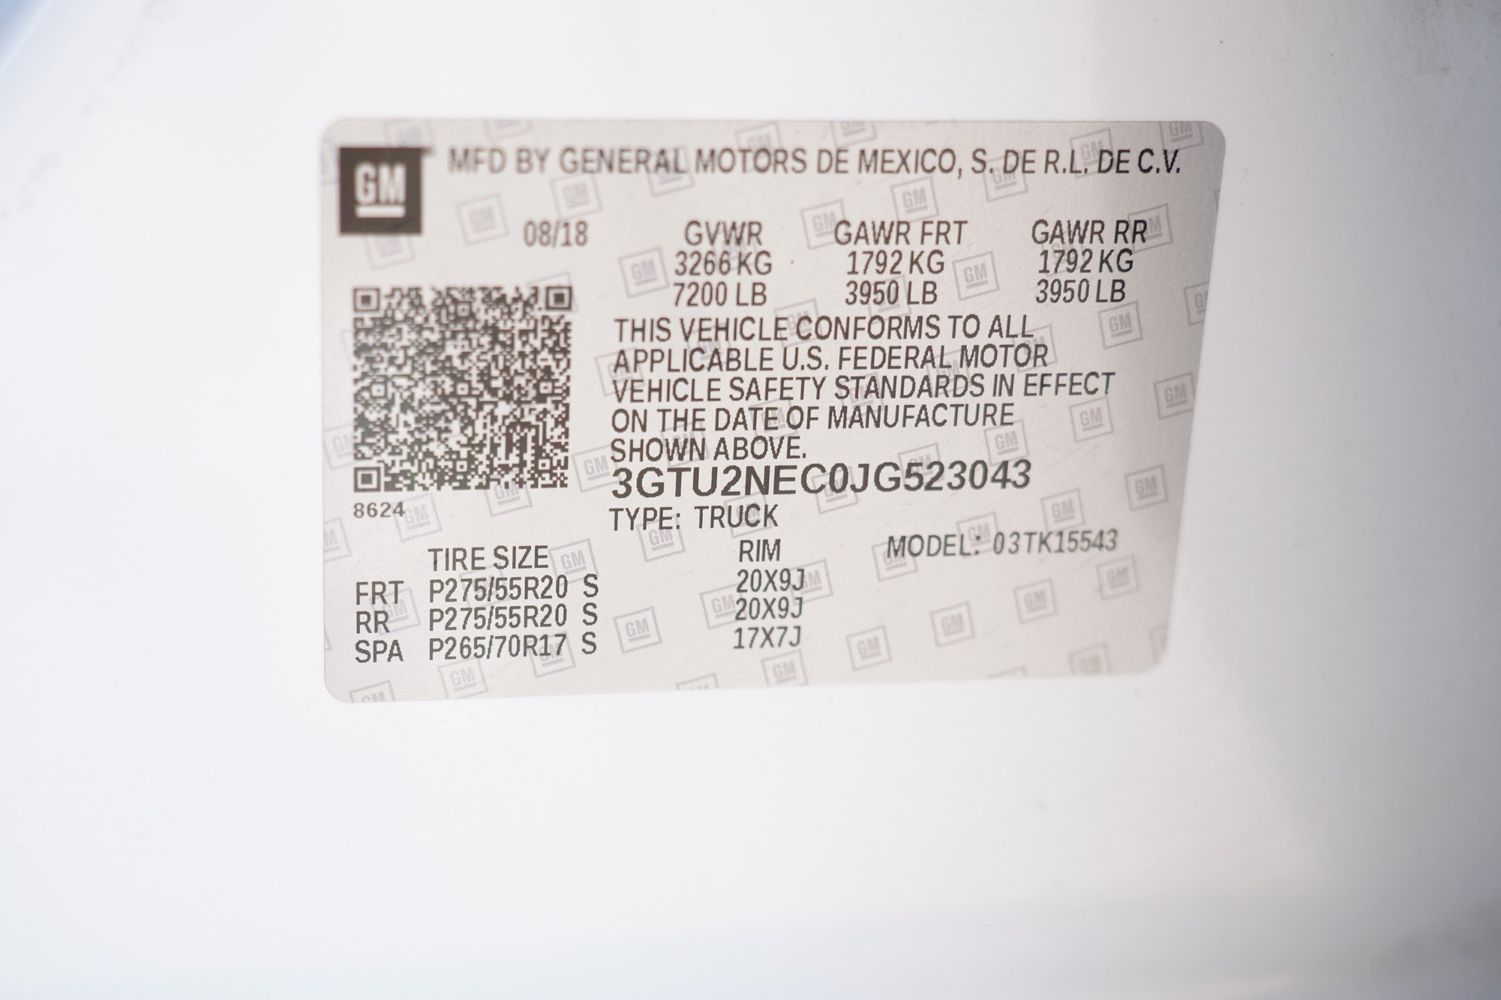 GM MFD BY GENERAL MOTORS DE MEXICO, S. DE R.L. DE C.V.
08/18 GVWR GAWR FRT GAWR RR
3266 KG 1792 KG 1792 KG
7200 LB 3950 LB 3950 LB
THIS VEHICLE CONFORMS TO ALL
APPLICABLE U.S. FEDERAL MOTOR
VEHICLE SAFETY STANDARDS IN EFFECT
ON THE DATE OF MANUFACTURE
SHOWN ABOVE.
3GTU2NEC0JG523043
8624
TYPE: TRUCK
MODEL: 03TK15543
TIRE SIZE RIM
FRT P275/55R20 S 20X9J
RR P275/55R20 S 20X9J
SPA P265/70R17 S 17X7J